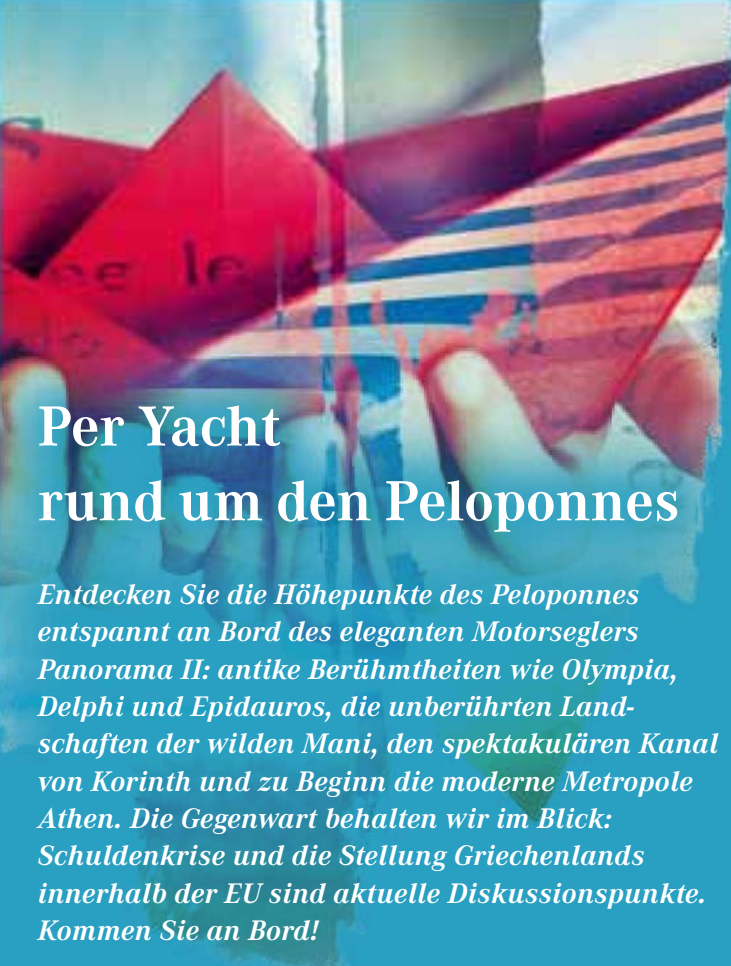 Per Yacht
rund um den Peloponnes
Entdecken Sie die Höhepunkte des Peloponnes
entspannt an Bord des eleganten Motorseglers
Panorama II: antike Berühmtheiten wie Olympia,
Delphi und Epidauros, die unberührten Land-
schaften der wilden Mani, den spektakulären Kanal
von Korinth und zu Beginn die moderne Metropole
Athen. Die Gegenwart behalten wir im Blick:
Schuldenkrise und die Stellung Griechenlands
innerhalb der EU sind aktuelle Diskussionspunkte.
Kommen Sie an Bord!